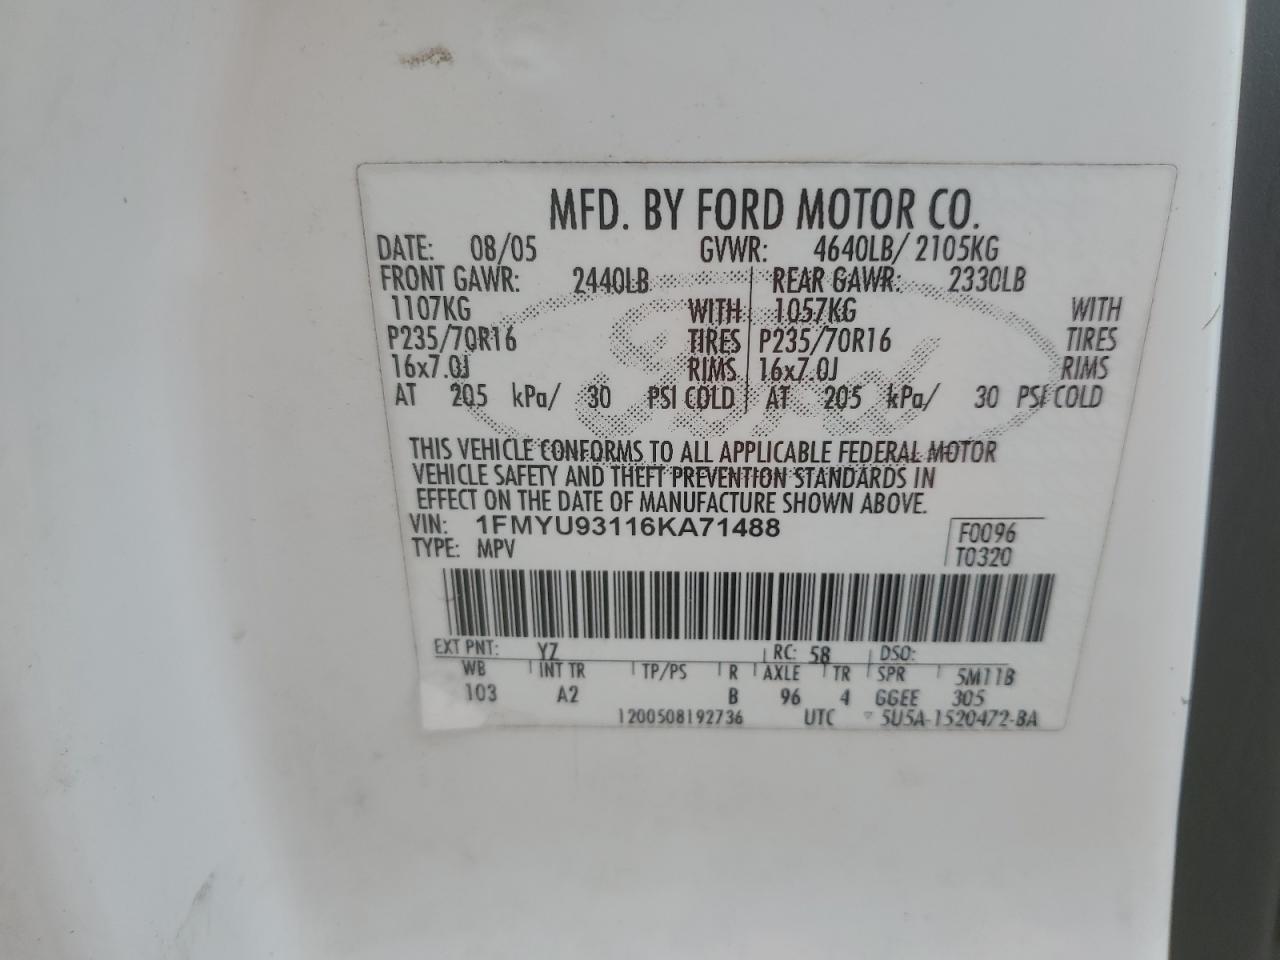 MFD. BY FORD MOTOR CO.
DATE: 08/05 GVWR: 4640LB/ 2105KG
FRONT GAWR: 2440LB REAR GAWR: 2330LB
1107KG WITH 1057KG WITH
P235/70R16 TIRES P235/70R16 TIRES
16x7.0J RIMS 16x7.0J RIMS
AT 205 kPa/ 30 PSI COLD AT 205 kPa/ 30 PSI COLD
Ford
THIS VEHICLE CONFORMS TO ALL APPLICABLE FEDERAL MOTOR
VEHICLE SAFETY AND THEFT PREVENTION STANDARDS IN
EFFECT ON THE DATE OF MANUFACTURE SHOWN ABOVE.
VIN: 1FMYU93116KA71488 F0096
TYPE: MPV T0320
EXT PNT: YZ RC: 58 DSO:
WB INT TR TP/PS R AXLE TR SPR 5M11B
103 A2 B 96 4 GGEE 305
1200508192736 UTC 5U5A-1520472-BA